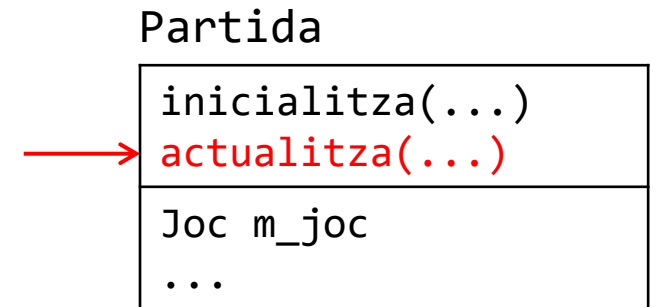 Partida
inicialitza(...)
actualitza(...)
Joc m_joc
...